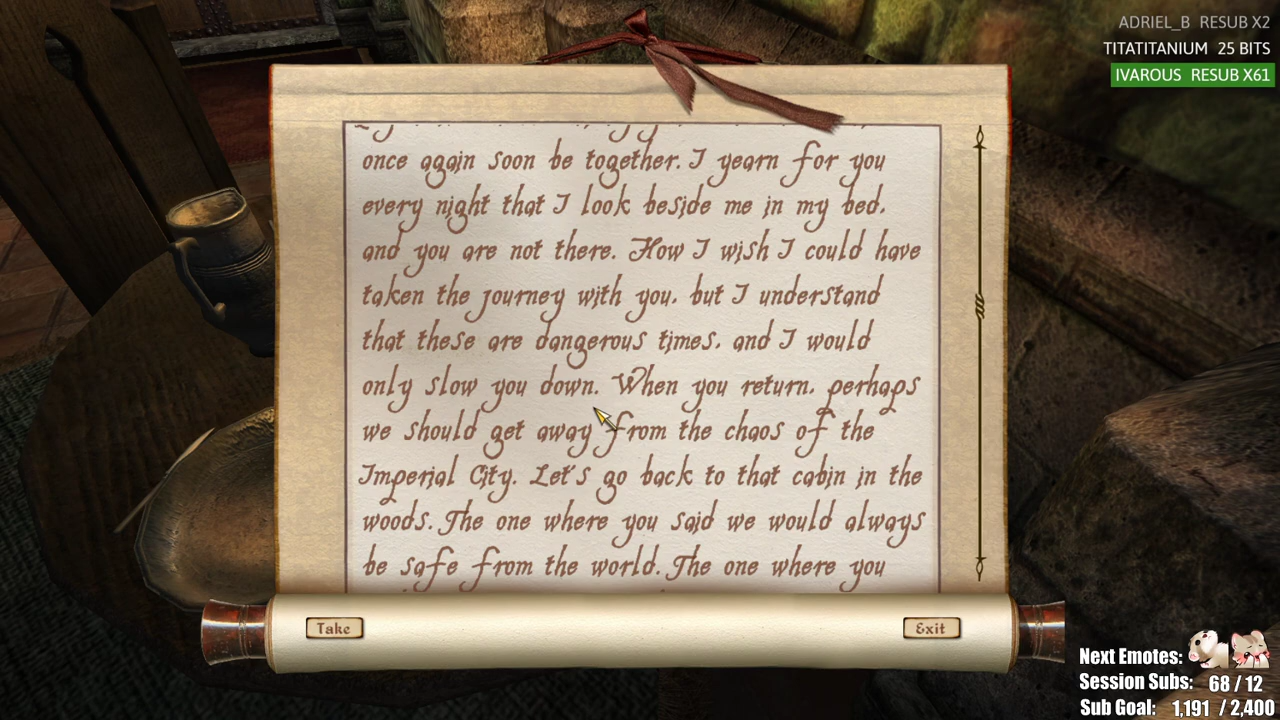 ADRIEL_B RESUB X2
TITATITANIUM 25 BITS
IVAROUS RESUB X61
once again soon be together. I yearn for you
every night that I look beside me in my bed,
and you are not there. How I wish I could have
taken the journey with you, but I understand
that these are dangerous times, and I would
only slow you down. When you return, perhaps
we should get away from the chaos of the
Imperial City. Let's go back to that cabin in the
woods. The one where you said we would always
be safe from the world. The one where you
Take
Exit
Next Emotes:
Session Subs: 68 / 12
Sub Goal: 1,191 / 2,400